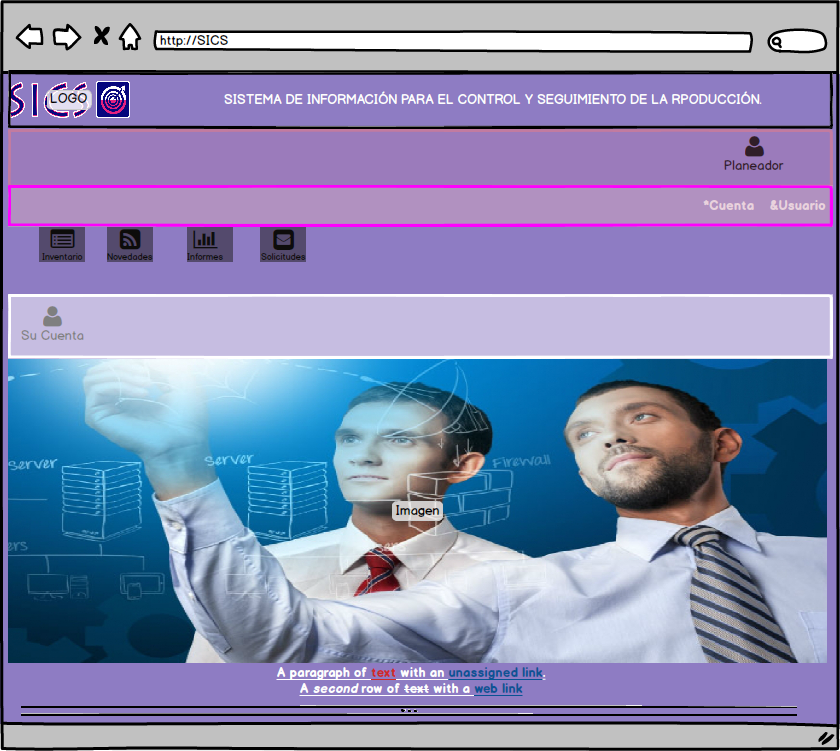 http://SICS
SICS
LOGO
SISTEMA DE INFORMACIÓN PARA EL CONTROL Y SEGUIMIENTO DE LA RPODUCCIÓN.
Planeador
*Cuenta &Usuario
Inventario Novedades Informes Solicitudes
Su Cuenta
server server Firewall
Imagen
ers
A paragraph of text with an unassigned link.
A second row of text with a web link